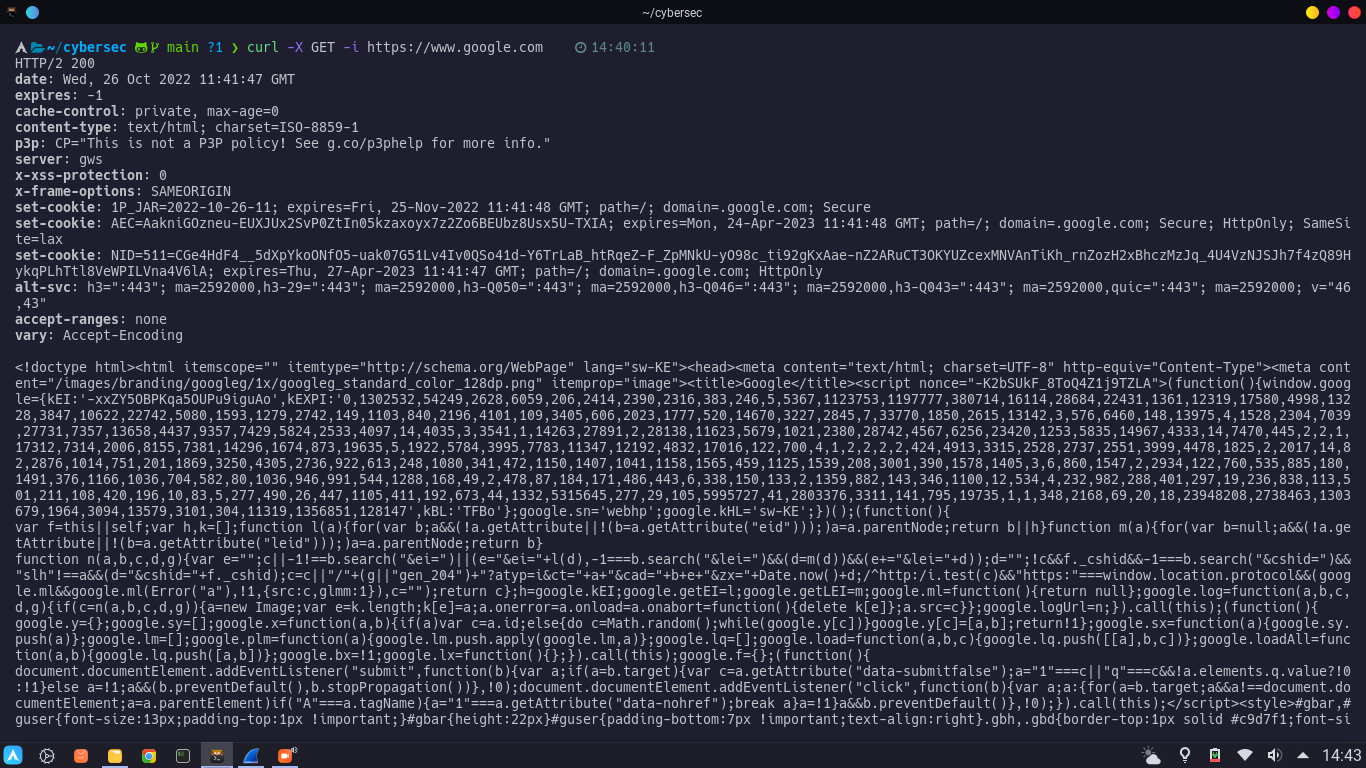 ~/cybersec
~/cybersec main ?1 ❯ curl -X GET -i https://www.google.com 14:40:11
HTTP/2 200
date: Wed, 26 Oct 2022 11:41:47 GMT
expires: -1
cache-control: private, max-age=0
content-type: text/html; charset=ISO-8859-1
p3p: CP="This is not a P3P policy! See g.co/p3phelp for more info."
server: gws
x-xss-protection: 0
x-frame-options: SAMEORIGIN
set-cookie: 1P_JAR=2022-10-26-11; expires=Fri, 25-Nov-2022 11:41:48 GMT; path=/; domain=.google.com; Secure
set-cookie: AEC=AakniGOzneu-EUXJUx2SvP0ZtIn05kzaxoyx7z2Zo6BEUbz8Usx5U-TXIA; expires=Mon, 24-Apr-2023 11:41:48 GMT; path=/; domain=.google.com; Secure; HttpOnly; SameSi
te=lax
set-cookie: NID=511=CGe4HdF4__5dXpYkoONfO5-uak07G51Lv4Iv0QSo41d-Y6TrLaB_htRqeZ-F_ZpMNkU-yO98c_ti92gKxAae-nZ2ARuCT3OKYUZcexMNVAnTiKh_rnZozH2xBhczMzJq_4U4VzNJSJh7f4zQ89H
ykqPLhTtl8VeWPILVna4V6lA; expires=Thu, 27-Apr-2023 11:41:47 GMT; path=/; domain=.google.com; HttpOnly
alt-svc: h3=":443"; ma=2592000,h3-29=":443"; ma=2592000,h3-Q050=":443"; ma=2592000,h3-Q046=":443"; ma=2592000,h3-Q043=":443"; ma=2592000,quic=":443"; ma=2592000; v="46
,43"
accept-ranges: none
vary: Accept-Encoding
<!doctype html><html itemscope="" itemtype="http://schema.org/WebPage" lang="sw-KE"><head><meta content="text/html; charset=UTF-8" http-equiv="Content-Type"><meta cont
ent="/images/branding/googleg/1x/googleg_standard_color_128dp.png" itemprop="image"><title>Google</title><script nonce="-K2bSUkF_8ToQ4Z1j9TZLA">(function(){window.goog
le={kEI:'-xxZY5OBPKqa5OUPu9iguAo',kEXPI:'0,1302532,54249,2628,6059,206,2414,2390,2316,383,246,5,5367,1123753,1197777,380714,16114,28684,22431,1361,12319,17580,4998,132
28,3847,10622,22742,5080,1593,1279,2742,149,1103,840,2196,4101,109,3405,606,2023,1777,520,14670,3227,2845,7,33770,1850,2615,13142,3,576,6460,148,13975,4,1528,2304,7039
,27731,7357,13658,4437,9357,7429,5824,2533,4097,14,4035,3,3541,1,14263,27891,2,28138,11623,5679,1021,2380,28742,4567,6256,23420,1253,5835,14967,4333,14,7470,445,2,2,1,
17312,7314,2006,8155,7381,14296,1674,873,19635,5,1922,5784,3995,7783,11347,12192,4832,17016,122,700,4,1,2,2,2,2,424,4913,3315,2528,2737,2551,3999,4478,1825,2,2017,14,8
2,2876,1014,751,201,1869,3250,4305,2736,922,613,248,1080,341,472,1150,1407,1041,1158,1565,459,1125,1539,208,3001,390,1578,1405,3,6,860,1547,2,2934,122,760,535,885,180,
1491,376,1166,1036,704,582,80,1036,946,991,544,1288,168,49,2,478,87,184,171,486,443,6,338,150,133,2,1359,882,143,346,1100,12,534,4,232,982,288,401,297,19,236,838,113,5
01,211,108,420,196,10,83,5,277,490,26,447,1105,411,192,673,44,1332,5315645,277,29,105,5995727,41,2803376,3311,141,795,19735,1,1,348,2168,69,20,18,23948208,2738463,1303
679,1964,3094,13579,3101,304,11319,1356851,128147',kBL:'TFBo'};google.sn='webhp';google.kHL='sw-KE';})();(function(){
var f=this||self;var h,k=[];function l(a){for(var b;a&&(!a.getAttribute||!(b=a.getAttribute("eid")));)a=a.parentNode;return b||h}function m(a){for(var b=null;a&&(!a.ge
tAttribute||!(b=a.getAttribute("leid")));)a=a.parentNode;return b}
function n(a,b,c,d,g){var e="";c||-1!==b.search("&ei=")||(e="&ei="+l(d),-1===b.search("&lei=")&&(d=m(d))&&(e+="&lei="+d));d="";!c&&f._cshid&&-1===b.search("&cshid=")&&
"slh"!==a&&(d="&cshid="+f._cshid);c=c||"/"+(g||"gen_204")+"?atyp=i&ct="+a+"&cad="+b+e+"&zx="+Date.now()+d;/^http:/i.test(c)&&"https:"===window.location.protocol&&(goog
le.ml&&google.ml(Error("a"),!1,{src:c,glmm:1}),c="");return c};h=google.kEI;google.getEI=l;google.getLEI=m;google.ml=function(){return null};google.log=function(a,b,c,
d,g){if(c=n(a,b,c,d,g)){a=new Image;var e=k.length;k[e]=a;a.onerror=a.onload=a.onabort=function(){delete k[e]};a.src=c}};google.logUrl=n;}).call(this);(function(){
google.y={};google.sy=[];google.x=function(a,b){if(a)var c=a.id;else{do c=Math.random();while(google.y[c])}google.y[c]=[a,b];return!1};google.sx=function(a){google.sy.
push(a)};google.lm=[];google.plm=function(a){google.lm.push.apply(google.lm,a)};google.lq=[];google.load=function(a,b,c){google.lq.push([[a],b,c])};google.loadAll=func
tion(a,b){google.lq.push([a,b])};google.bx=!1;google.lx=function(){};}).call(this);google.f={};(function(){
document.documentElement.addEventListener("submit",function(b){var a;if(a=b.target){var c=a.getAttribute("data-submitfalse");a="1"===c||"q"===c&&!a.elements.q.value?!0
:!1}else a=!1;a&&(b.preventDefault(),b.stopPropagation())},!0);document.documentElement.addEventListener("click",function(b){var a;a:{for(a=b.target;a&&a!==document.do
cumentElement;a=a.parentElement)if("A"===a.tagName){a="1"===a.getAttribute("data-nohref");break a}a=!1}a&&b.preventDefault()},!0);}).call(this);</script><style>#gbar,#
guser{font-size:13px;padding-top:1px !important;}#gbar{height:22px}#guser{padding-bottom:7px !important;text-align:right}.gbh,.gbd{border-top:1px solid #c9d7f1;font-si
14:43